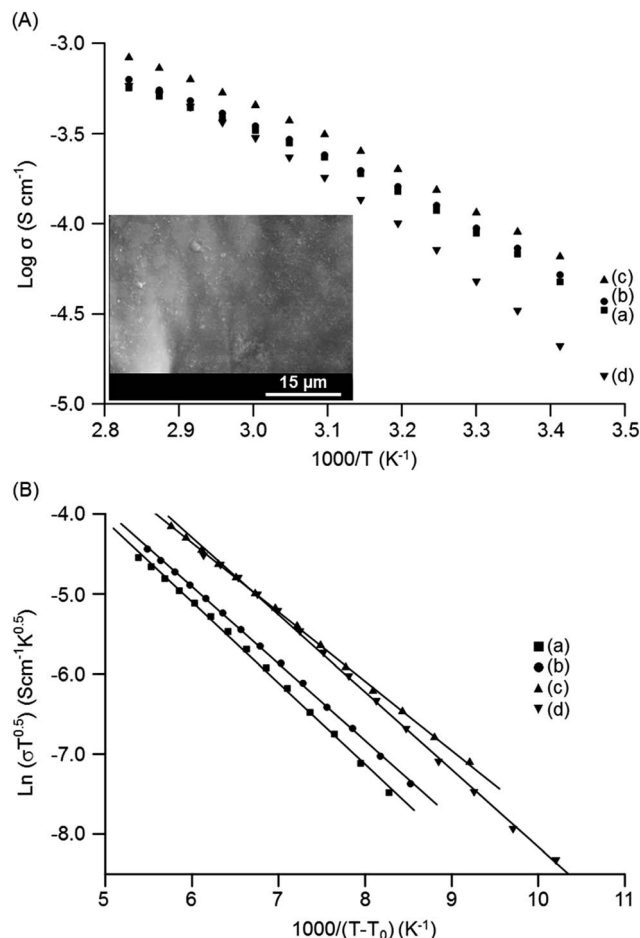 (A)
-3.0
-3.5
-4.0
-4.5
-5.0
Log σ (S cm⁻¹)
(c)
(b)
(a)
(d)
15 µm
2.8 2.9 3.0 3.1 3.2 3.3 3.4 3.5
1000/T (K⁻¹)
(B)
-4.0
-5.0
-6.0
-7.0
-8.0
Ln (σT⁰·⁵) (Scm⁻¹K⁰·⁵)
(a)
(b)
(c)
(d)
5 6 7 8 9 10 11
1000/(T-T₀) (K⁻¹)